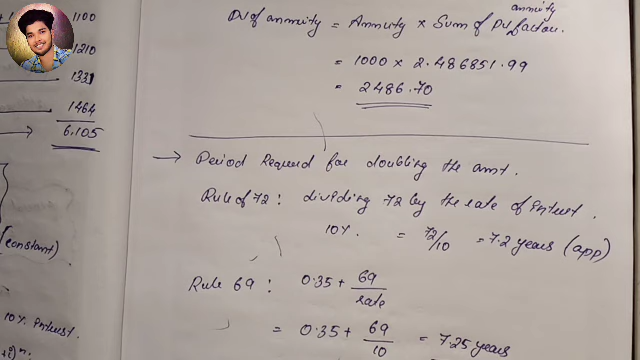 1100
1210
1331
1464
6,105
(constant)
10% interest.
annuity
PV of annuity = Annuity × Sum of PV factor.
= 1000 × 2.486851.99
= 2486.70
→ Period Required for doubling the amt.
Rule of 72 : dividing 72 by the rate of interest.
10% = 72/10 = 7.2 years (app)
Rule 69 : 0.35 + 69/rate
= 0.35 + 69/10 = 7.25 years